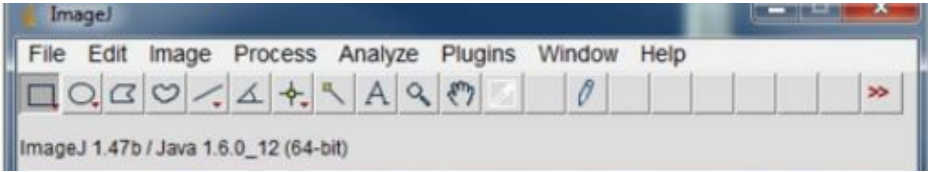 ImageJ
File Edit Image Process Analyze Plugins Window Help
A >>
ImageJ 1.47b / Java 1.6.0_12 (64-bit)